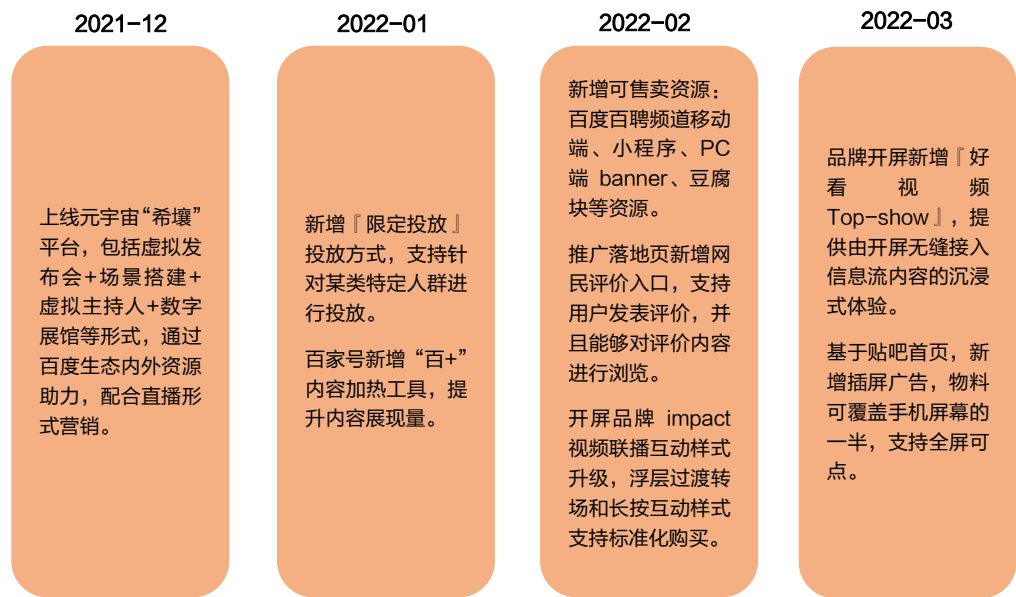 2021-12
上线元宇宙“希壤”
平台，包括虚拟发
布会+场景搭建+
虚拟主持人+数字
展馆等形式，通过
百度生态内外资源
助力，配合直播形
式营销。
2022-01
新增『限定投放』
投放方式，支持针
对某类特定人群进
行投放。
百家号新增“百+”
内容加热工具，提
升内容展现量。
2022-02
新增可售卖资源：
百度百聘频道移动
端、小程序、PC
端 banner、豆腐
块等资源。
推广落地页新增网
民评价入口，支持
用户发表评价，并
且能够对评价内容
进行浏览。
开屏品牌 impact
视频联播互动样式
升级，浮层过渡转
场和长按互动样式
支持标准化购买。
2022-03
品牌开屏新增『好
看视频
Top-show』，提
供由开屏无缝接入
信息流内容的沉浸
式体验。
基于贴吧首页，新
增插屏广告，物料
可覆盖手机屏幕的
一半，支持全屏可
点。